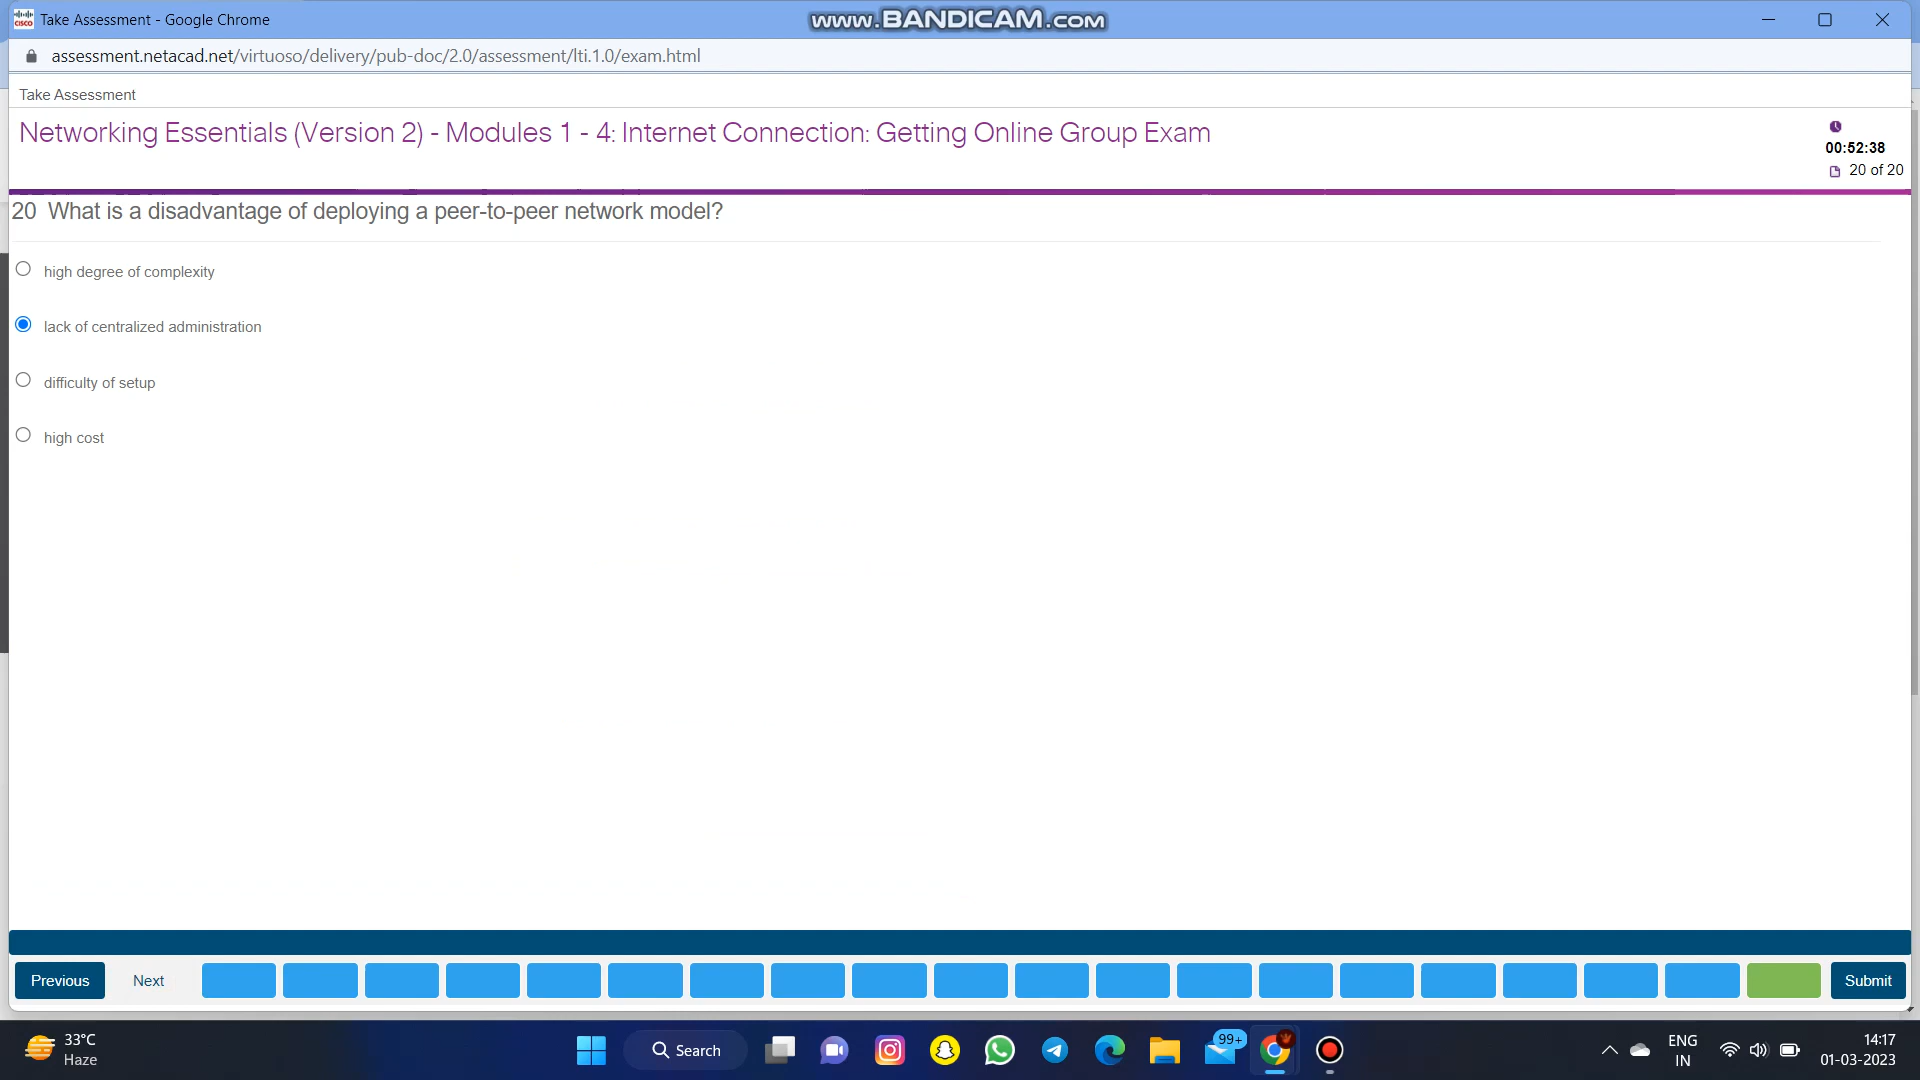 Take Assessment - Google Chrome
www.BANDICAM.com
assessment.netacad.net/virtuoso/delivery/pub-doc/2.0/assessment/lti.1.0/exam.html
Take Assessment
Networking Essentials (Version 2) - Modules 1 - 4: Internet Connection: Getting Online Group Exam
00:52:38
20 of 20
20 What is a disadvantage of deploying a peer-to-peer network model?
high degree of complexity
lack of centralized administration
difficulty of setup
high cost
Previous
Next
Submit
33°C
Haze
Search
99+
ENG
IN
14:17
01-03-2023